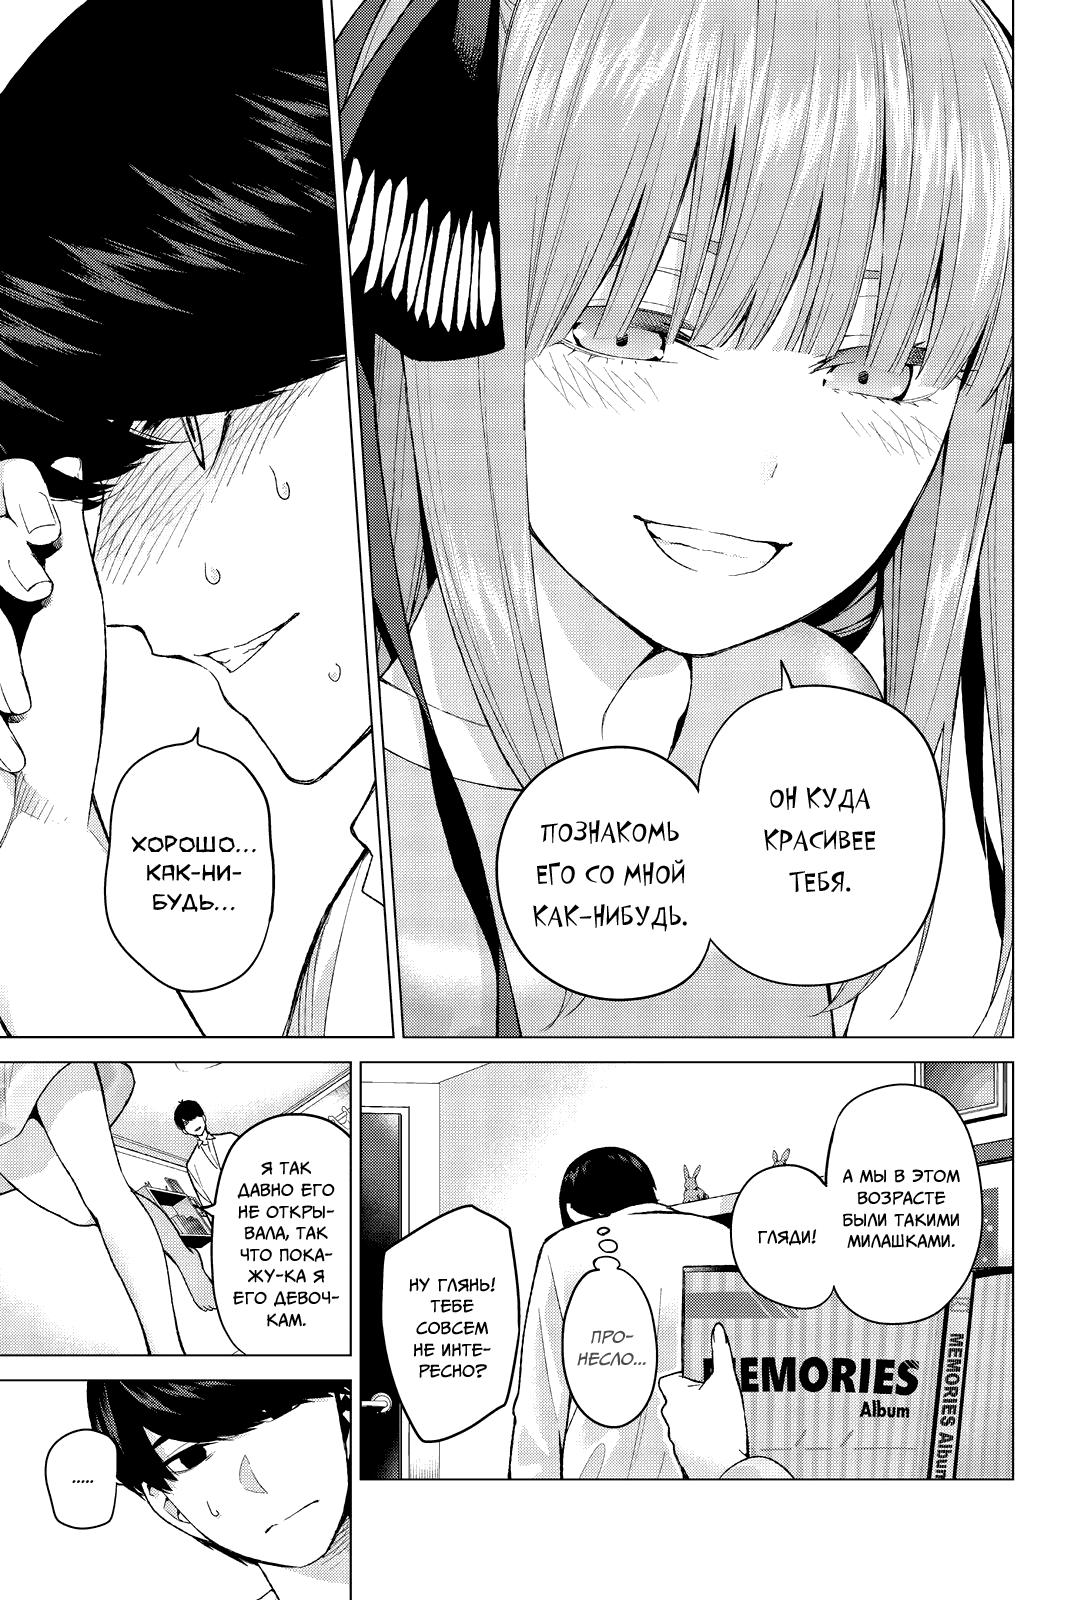 ОН КУДА
КРАСИВЕЕ
ТЕБЯ.
ПОЗНАКОМЬ
ЕГО СО МНОЙ
КАК-НИБУДЬ.
ХОРОШО...
КАК-НИ-
БУДЬ...
А МЫ В ЭТОМ
ВОЗРАСТЕ
БЫЛИ ТАКИМИ
МИЛАШКАМИ.
ГЛЯДИ!
ПРО-
НЕСЛО...
НУ ГЛЯНЬ!
ТЕБЕ
СОВСЕМ
НЕ ИНТЕ-
РЕСНО?
MEMORIES
Album
MEMORIES Album
Я ТАК
ДАВНО ЕГО
НЕ ОТКРЫ-
ВАЛА, ТАК
ЧТО ПОКА-
ЖУ-КА Я
ЕГО ДЕВОЧ-
КАМ.
.....